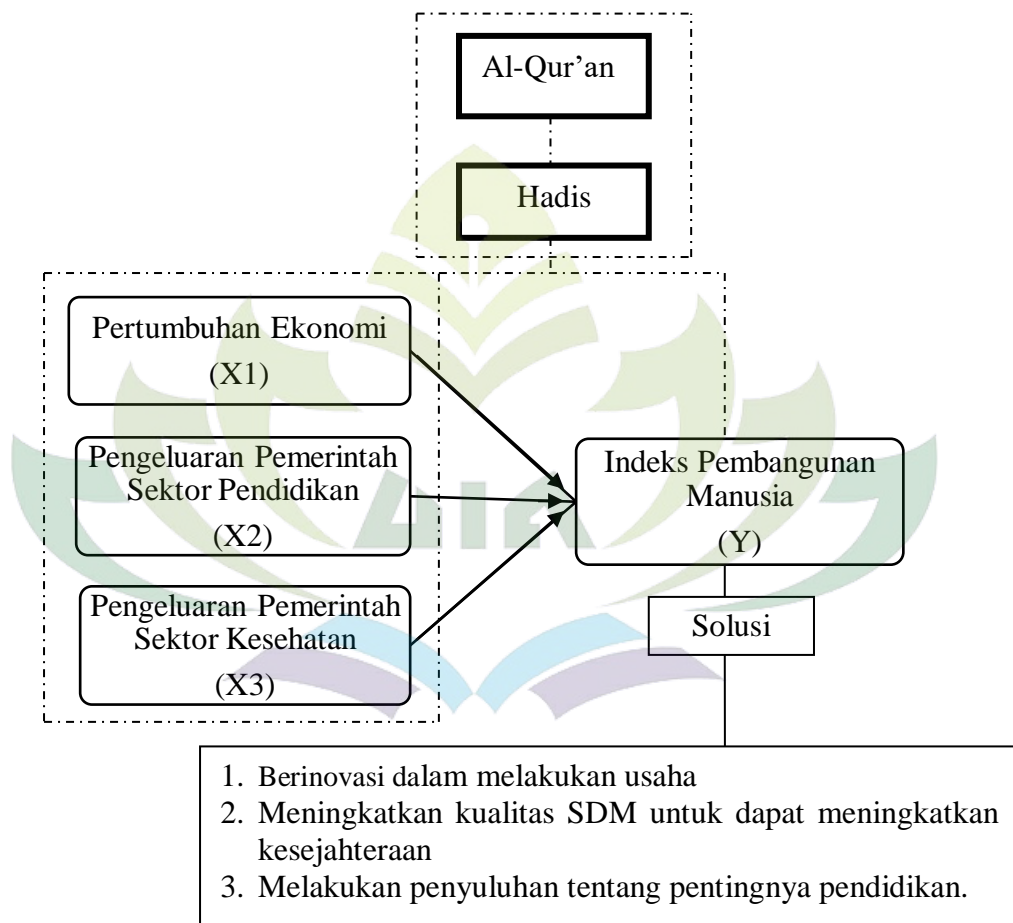 Al-Qur’an
Hadis
Pertumbuhan Ekonomi
(X1)
Pengeluaran Pemerintah
Sektor Pendidikan
(X2)
Pengeluaran Pemerintah
Sektor Kesehatan
(X3)
Indeks Pembangunan
Manusia
(Y)
Solusi
1. Berinovasi dalam melakukan usaha
2. Meningkatkan kualitas SDM untuk dapat meningkatkan
kesejahteraan
3. Melakukan penyuluhan tentang pentingnya pendidikan.